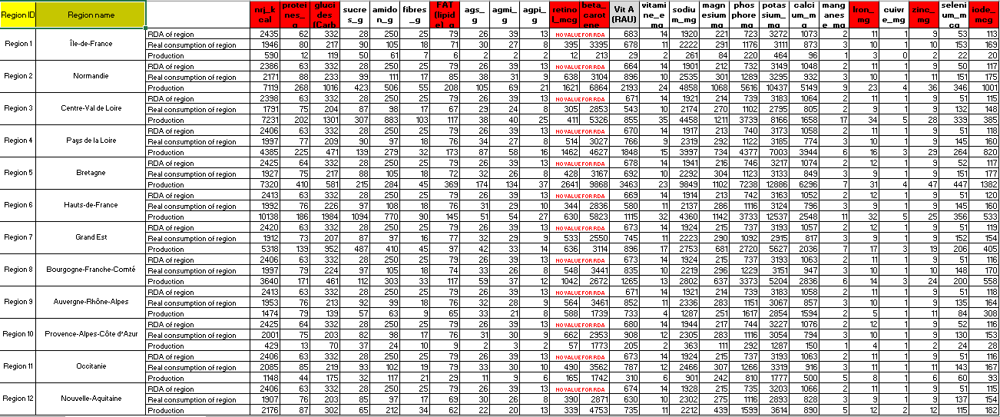 Region ID Region name nrj_kcal proteines_g glucides (Carb sucres_g amidon_g fibres_g FAT (lipide)_g ags_g agmi_g agpi_g retinol_mcg beta_carotene Vit A (RAU) vitamine_e_mg sodium_mg magnesium_mg phosphore_mg potassium_mg calcium_mg manganese_mg Iron_mg cuivre_mg zinc_mg selenium_mcg iode_mcg
RDA of region 2435 62 332 28 250 25 79 26 39 13 NO VALUE FOR RDA 683 14 1920 221 723 3272 1073 2 11 1 9 53 113
Region 1 Île-de-France Real consumption of region 1946 80 217 90 105 18 71 30 27 8 395 3395 678 11 2222 291 1176 3111 873 3 10 1 10 153 169
Production 590 12 119 50 61 7 6 2 2 2 12 213 29 2 261 84 220 464 96 1 3 0 2 22 20
RDA of region 2386 63 332 28 250 25 79 26 39 13 NO VALUE FOR RDA 664 14 1901 212 732 3149 1048 2 11 1 9 50 117
Region 2 Normandie Real consumption of region 2171 88 233 99 111 17 85 38 31 9 638 3104 896 10 2535 301 1289 3295 932 3 10 1 11 151 175
Production 7119 268 1016 423 506 55 208 105 69 21 1621 6864 2193 24 4858 1068 5616 10437 5149 9 23 4 36 346 1001
RDA of region 2398 63 332 28 250 25 79 26 39 13 NO VALUE FOR RDA 671 14 1921 214 739 3183 1064 2 11 1 9 51 115
Region 3 Centre-Val de Loire Real consumption of region 1791 75 204 87 98 17 67 29 24 8 305 2853 543 10 2174 270 1102 2795 805 2 9 1 9 132 148
Production 7231 202 1301 307 883 103 117 38 40 25 411 5326 855 35 4458 1211 3739 8166 1658 17 34 5 28 339 385
RDA of region 2406 63 332 28 250 25 79 26 39 13 NO VALUE FOR RDA 670 14 1917 213 740 3173 1058 2 11 1 9 51 118
Region 4 Pays de la Loire Real consumption of region 1997 77 209 90 97 18 76 34 27 8 514 3027 766 9 2319 292 1122 3185 774 3 10 1 9 145 160
Production 4385 225 471 139 279 32 173 87 58 16 1462 4627 1848 15 3997 734 4377 7003 3944 6 16 3 29 264 820
RDA of region 2425 64 332 28 250 25 79 26 39 13 NO VALUE FOR RDA 678 14 1941 216 746 3217 1074 2 12 1 9 52 117
Region 5 Bretagne Real consumption of region 1927 75 217 88 105 18 72 32 26 8 428 3167 692 10 2292 304 1123 3133 849 3 9 1 9 151 177
Production 7320 410 581 215 284 45 369 174 134 37 2641 9868 3463 23 9849 1102 7238 12886 6296 7 31 4 47 447 1382
RDA of region 2413 63 332 28 250 25 79 26 39 13 NO VALUE FOR RDA 669 14 1914 213 742 3163 1052 2 11 1 9 51 120
Region 6 Hauts-de-France Real consumption of region 1992 76 226 97 108 18 76 31 29 10 344 2836 580 11 2137 286 1116 3124 796 3 9 1 9 145 160
Production 10138 186 1984 1094 770 90 145 51 54 27 630 5823 1115 32 4360 1142 3733 12537 2548 11 32 5 25 356 533
RDA of region 2420 63 332 28 250 25 79 26 39 13 NO VALUE FOR RDA 673 14 1924 215 737 3193 1057 2 12 1 9 51 119
Region 7 Grand Est Real consumption of region 1912 73 207 87 97 16 77 32 29 9 533 2550 745 11 2223 290 1092 2915 817 3 9 1 9 152 154
Production 5318 139 952 487 410 45 97 42 33 14 636 3114 896 17 2753 681 2720 5627 2036 7 17 3 19 206 405
RDA of region 2406 63 332 28 250 25 79 26 39 13 NO VALUE FOR RDA 673 14 1924 215 737 3193 1063 2 11 1 9 51 116
Region 8 Bourgogne-Franche-Comté Real consumption of region 1997 79 224 97 105 18 74 33 26 8 548 3441 835 10 2219 296 1229 3151 947 3 10 1 10 148 170
Production 3640 171 461 112 303 33 117 59 37 12 1042 2672 1265 13 2802 637 3373 5204 2836 6 14 3 24 200 558
RDA of region 2413 63 332 28 250 25 79 26 39 13 NO VALUE FOR RDA 671 14 1921 214 739 3183 1058 2 11 1 9 51 118
Region 9 Auvergne-Rhône-Alpes Real consumption of region 1953 76 213 92 99 18 76 32 28 9 564 3461 852 11 2336 283 1151 3067 857 3 9 1 9 135 164
Production 1474 79 139 57 63 9 65 33 21 8 588 1739 733 4 1287 251 1617 2854 1594 2 5 1 11 84 308
RDA of region 2425 64 332 28 250 25 79 26 39 13 NO VALUE FOR RDA 680 14 1944 217 744 3227 1076 2 12 1 9 52 116
Region 10 Provence-Alpes-Côte d'Azur Real consumption of region 2001 75 203 82 98 17 76 31 30 9 662 2953 908 12 2305 283 1116 3054 794 3 10 1 9 130 153
Production 429 13 70 37 24 10 9 2 3 2 57 1773 205 2 363 111 292 1287 150 1 4 1 2 24 28
RDA of region 2406 63 332 28 250 25 79 26 39 13 NO VALUE FOR RDA 673 14 1924 215 737 3193 1063 2 11 1 9 51 116
Region 11 Occitanie Real consumption of region 2085 85 219 93 102 19 79 33 30 10 490 3562 787 12 2466 307 1266 3319 916 3 11 1 11 143 167
Production 1148 44 175 32 117 21 29 11 9 6 165 1742 310 6 901 242 810 1777 500 5 8 1 6 60 93
RDA of region 2406 63 332 28 250 25 79 26 39 13 NO VALUE FOR RDA 674 14 1928 215 735 3203 1066 2 11 1 9 51 115
Region 12 Nouvelle-Aquitaine Real consumption of region 1907 76 203 85 97 17 69 30 26 8 390 2871 630 10 2302 275 1116 2893 828 3 9 1 9 137 154
Production 2176 87 302 65 212 34 62 22 20 13 339 4753 735 11 2212 439 1599 3614 890 5 12 2 12 115 182